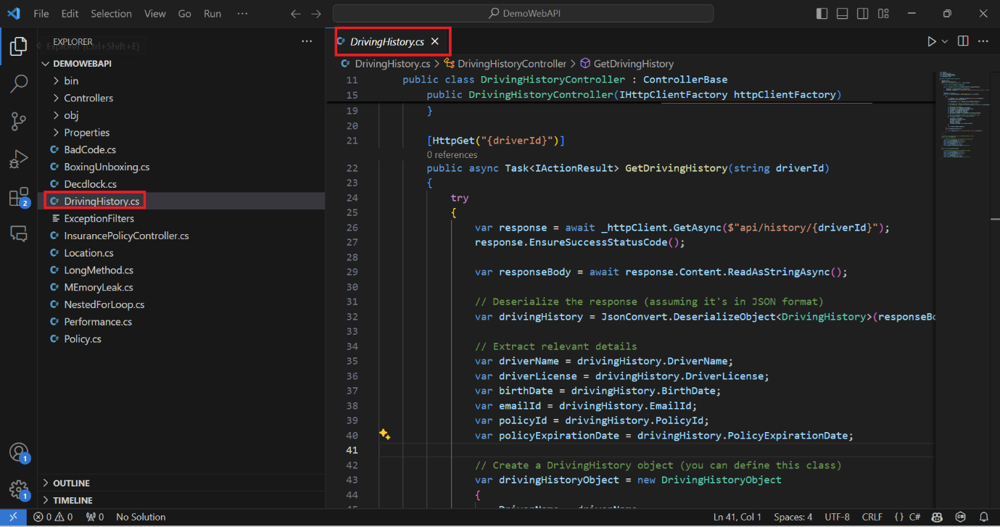 File Edit Selection View Go Run ··· DemoWebAPI
EXPLORER ···
Explorer (Ctrl+Shift+E)
DEMOWEBAPI
bin
Controllers
obj
Properties
BadCode.cs
BoxingUnboxing.cs
Decdlock.cs
DrivingHistory.cs
ExceptionFilters
InsurancePolicyController.cs
Location.cs
LongMethod.cs
MEmoryLeak.cs
NestedForLoop.cs
Performance.cs
Policy.cs
OUTLINE
TIMELINE
2
1
1
DrivingHistory.cs
DrivingHistory.cs > DrivingHistoryController > GetDrivingHistory
11 public class DrivingHistoryController : ControllerBase
15 public DrivingHistoryController(IHttpClientFactory httpClientFactory)
19 }
20
21 [HttpGet("{driverId}")]
0 references
22 public async Task<IActionResult> GetDrivingHistory(string driverId)
23 {
24 try
25 {
26 var response = await _httpClient.GetAsync($"api/history/{driverId}");
27 response.EnsureSuccessStatusCode();
28
29 var responseBody = await response.Content.ReadAsStringAsync();
30
31 // Deserialize the response (assuming it's in JSON format)
32 var drivingHistory = JsonConvert.DeserializeObject<DrivingHistory>(responseBo
33
34 // Extract relevant details
35 var driverName = drivingHistory.DriverName;
36 var driverLicense = drivingHistory.DriverLicense;
37 var birthDate = drivingHistory.BirthDate;
38 var emailId = drivingHistory.EmailId;
39 var policyId = drivingHistory.PolicyId;
40 var policyExpirationDate = drivingHistory.PolicyExpirationDate;
41
42 // Create a DrivingHistory object (you can define this class)
43 var drivingHistoryObject = new DrivingHistoryObject
44 {
0 0 0 No Solution Ln 41, Col 1 Spaces: 4 UTF-8 CRLF {} C#